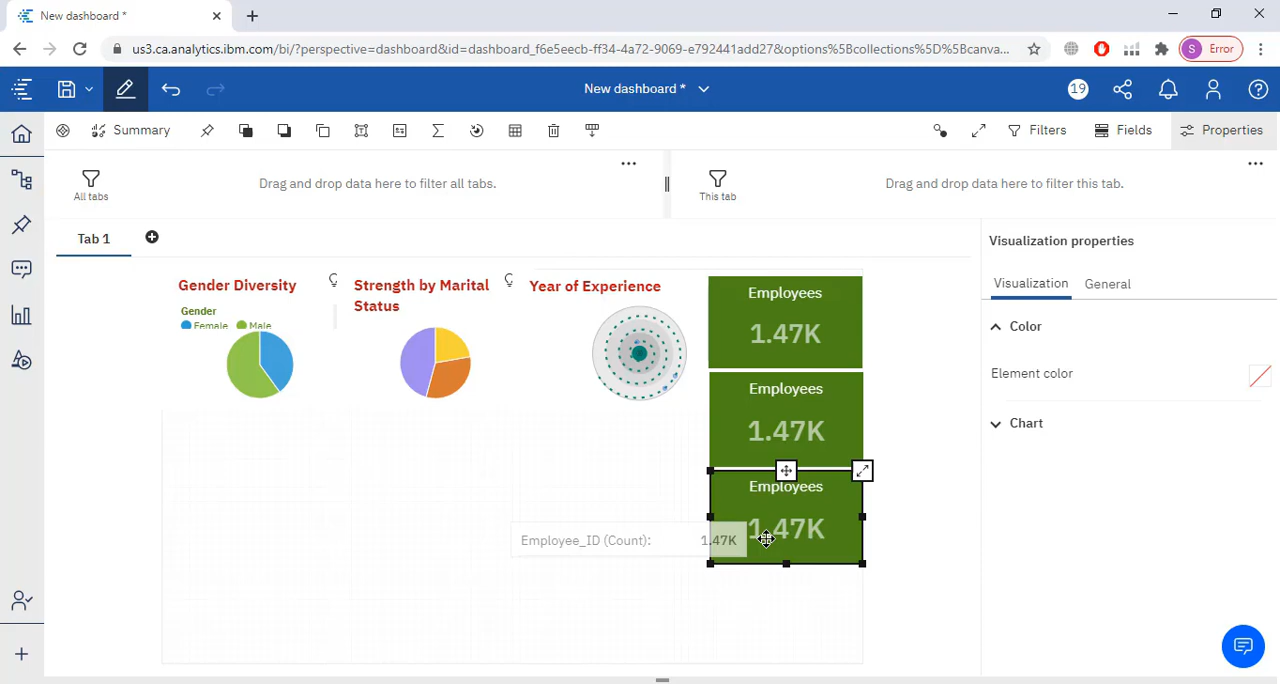 New dashboard *
us3.ca.analytics.ibm.com/bi/?perspective=dashboard&id=dashboard_f6e5eecb-ff34-4a72-9069-e792441add27&options%5Bcollections%5D%5Bcanva...
S
Error
New dashboard *
19
Summary
Filters
Fields
Properties
All tabs
Drag and drop data here to filter all tabs.
This tab
Drag and drop data here to filter this tab.
Tab 1
Visualization properties
Visualization
General
Color
Element color
Chart
Gender Diversity
Gender
Female
Male
Strength by Marital
Status
Year of Experience
Employees
1.47K
Employees
1.47K
Employees
1.47K
Employee_ID (Count):
1.47K